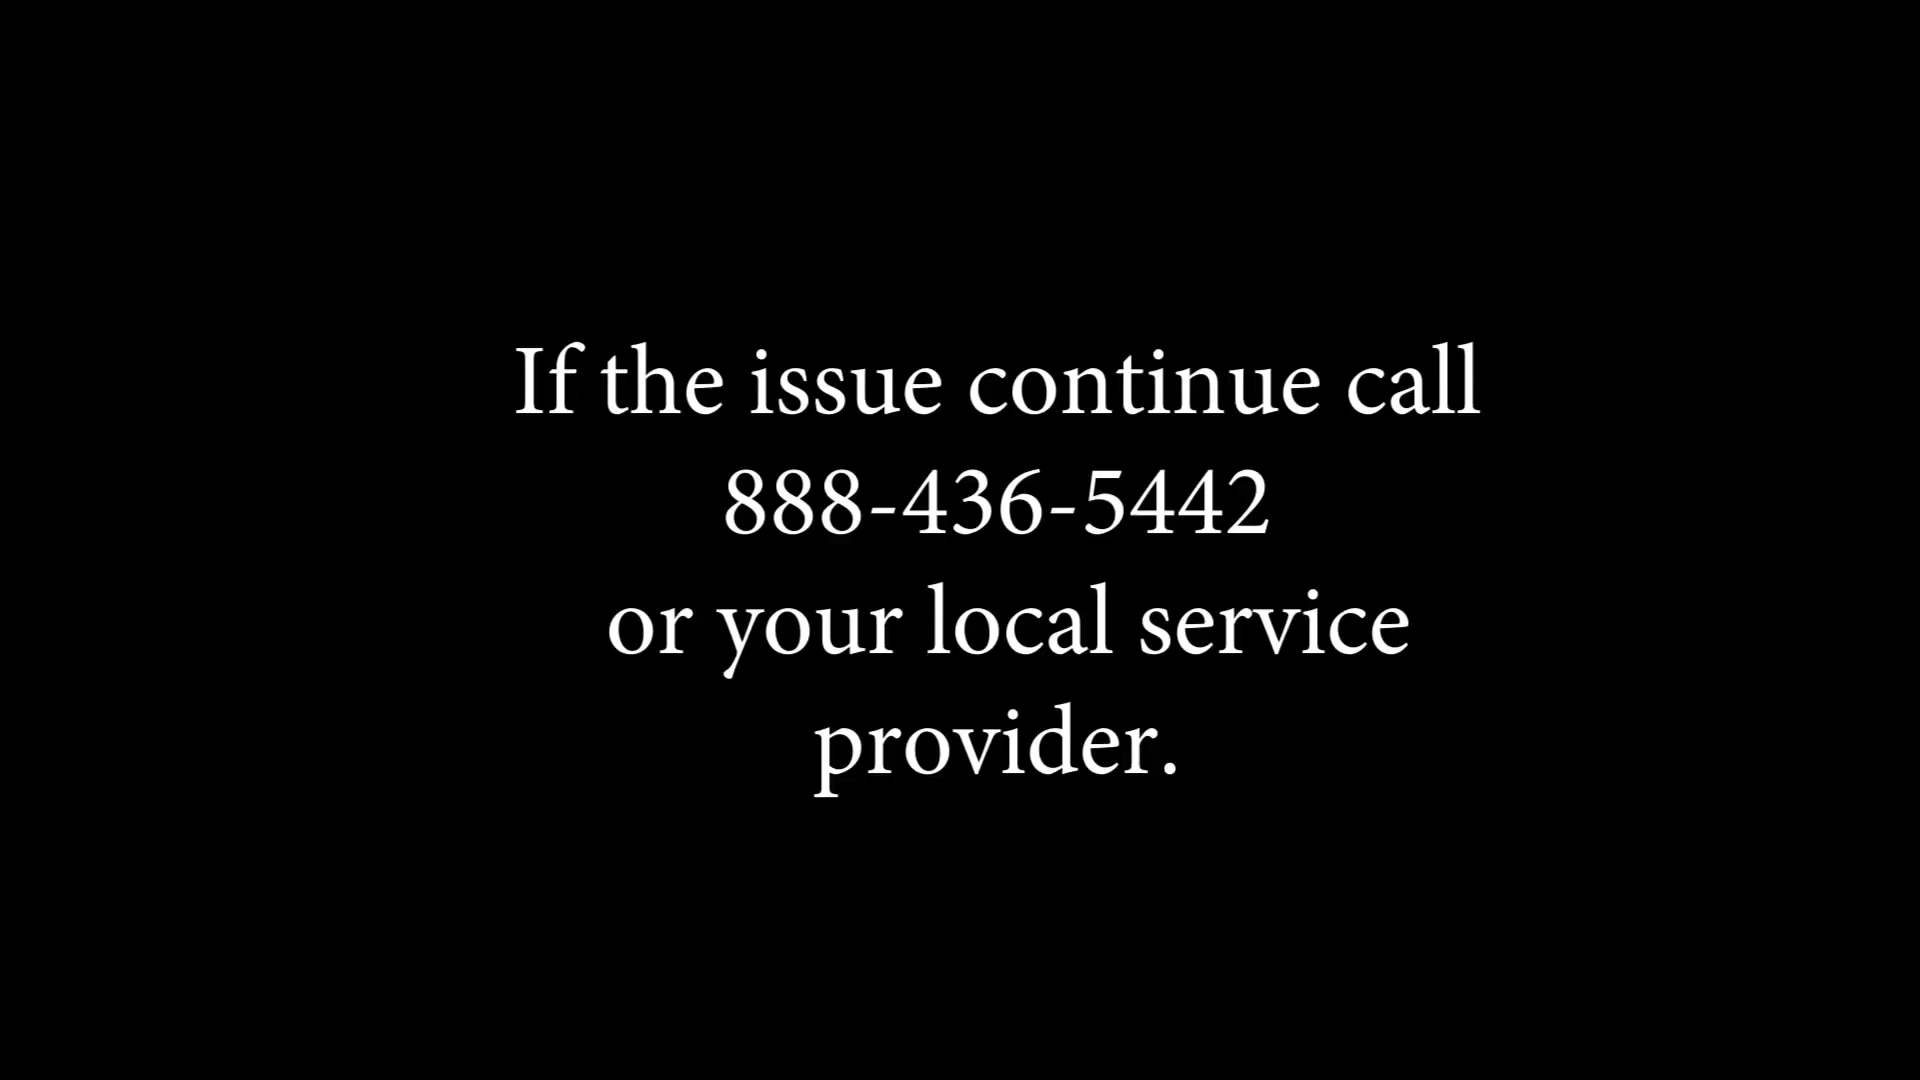 If the issue continue call
888-436-5442
or your local service
provider.